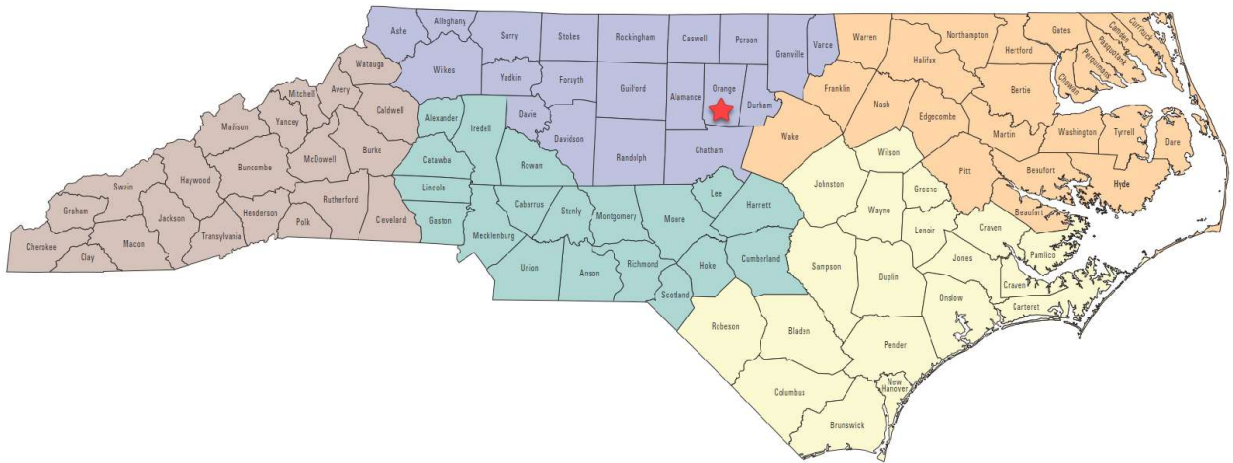 Ashe
Alleghany
Surry
Stokes
Rockingham
Caswell
Person
Granville
Vance
Warren
Northampton
Gates
Currituck
Camden
Pasquotank
Perquimans
Chowan
Hertford
Halifax
Watauga
Wilkes
Yadkin
Forsyth
Guilford
Alamance
Orange
Durham
Franklin
Nash
Edgecombe
Bertie
Martin
Washington
Tyrrell
Dare
Mitchell
Avery
Caldwell
Alexander
Iredell
Davie
Davidson
Randolph
Chatham
Wake
Wilson
Pitt
Beaufort
Hyde
Madison
Yancey
McDowell
Burke
Catawba
Rowan
Lee
Johnston
Greene
Swain
Haywood
Buncombe
Rutherford
Lincoln
Cabarrus
Stanly
Montgomery
Moore
Harnett
Wayne
Lenoir
Craven
Beaufort
Graham
Jackson
Henderson
Polk
Cleveland
Gaston
Mecklenburg
Cherokee
Clay
Macon
Transylvania
Union
Anson
Richmond
Hoke
Cumberland
Sampson
Duplin
Jones
Pamlico
Craven
Carteret
Onslow
Scotland
Robeson
Bladen
Pender
Columbus
New
Hanover
Brunswick